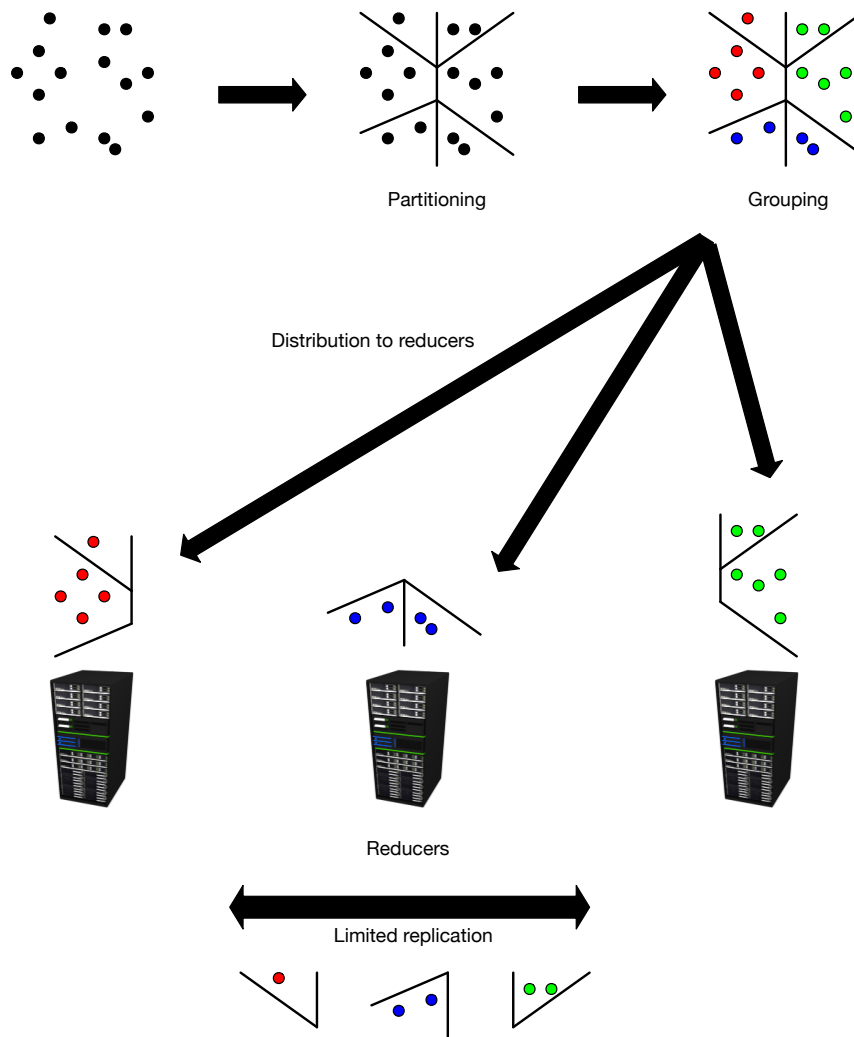 Partitioning
Grouping
Distribution to reducers
Reducers
Limited replication